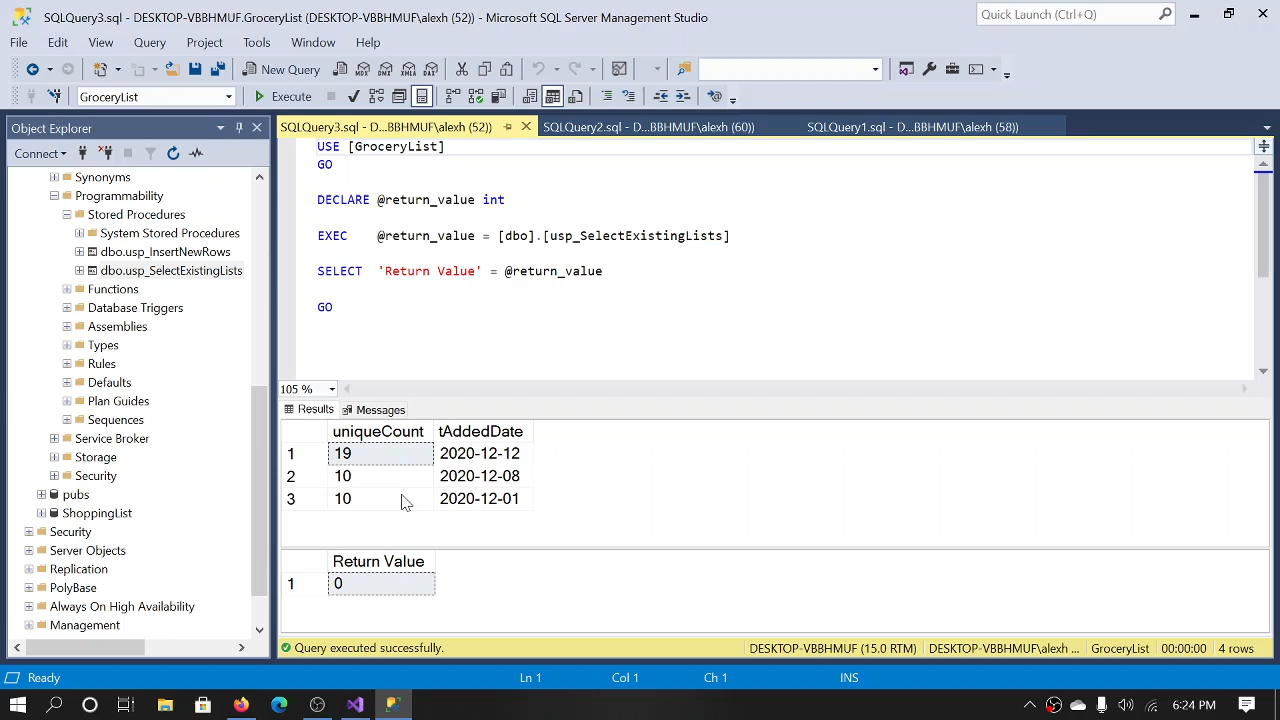 SQLQuery3.sql - DESKTOP-VBBHMUF.GroceryList (DESKTOP-VBBHMUF\alexh (52)) - Microsoft SQL Server Management Studio
Quick Launch (Ctrl+Q)
File Edit View Query Project Tools Window Help
New Query
MDX DMX XMLA DAX
GroceryList
Execute
Object Explorer
SQLQuery3.sql - D...BBHMUF\alexh (52))
SQLQuery2.sql - D...BBHMUF\alexh (60))
SQLQuery1.sql - D...BBHMUF\alexh (58))
Connect
Synonyms
Programmability
Stored Procedures
System Stored Procedures
dbo.usp_InsertNewRows
dbo.usp_SelectExistingLists
Functions
Database Triggers
Assemblies
Types
Rules
Defaults
Plan Guides
Sequences
Service Broker
Storage
Security
pubs
ShoppingList
Security
Server Objects
Replication
PolyBase
Always On High Availability
Management
USE [GroceryList]
GO
DECLARE @return_value int
EXEC @return_value = [dbo].[usp_SelectExistingLists]
SELECT 'Return Value' = @return_value
GO
105 %
Results Messages
uniqueCount tAddedDate
1 19 2020-12-12
2 10 2020-12-08
3 10 2020-12-01
Return Value
1 0
Query executed successfully.
DESKTOP-VBBHMUF (15.0 RTM) DESKTOP-VBBHMUF\alexh ... GroceryList 00:00:00 4 rows
Ready Ln 1 Col 1 Ch 1 INS
6:24 PM